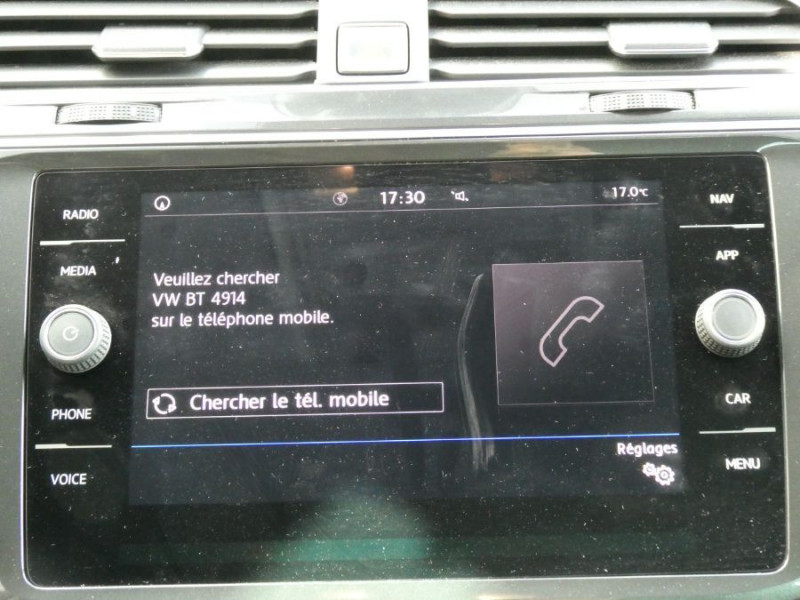 17:30
17.0°C
RADIO
MEDIA
PHONE
VOICE
Veuillez chercher
VW BT 4914
sur le téléphone mobile.
Chercher le tél. mobile
Réglages
NAV
APP
CAR
MENU